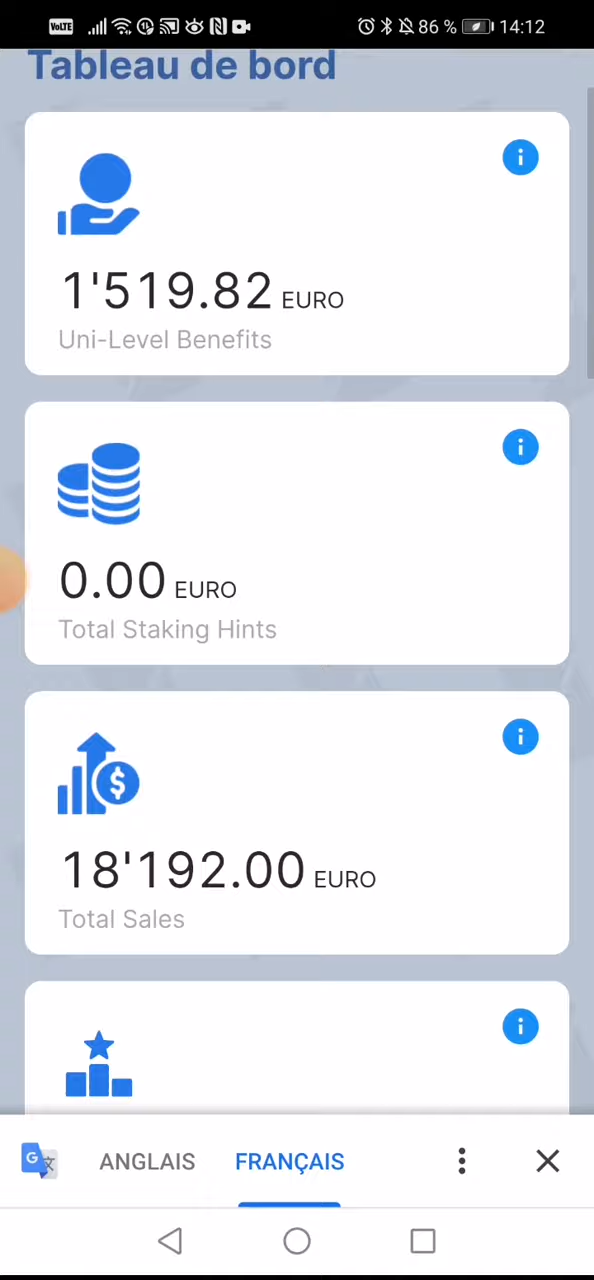 VoLTE 86 % 14:12
Tableau de bord
1'519.82 EURO
Uni-Level Benefits
0.00 EURO
Total Staking Hints
18'192.00 EURO
Total Sales
ANGLAIS FRANÇAIS